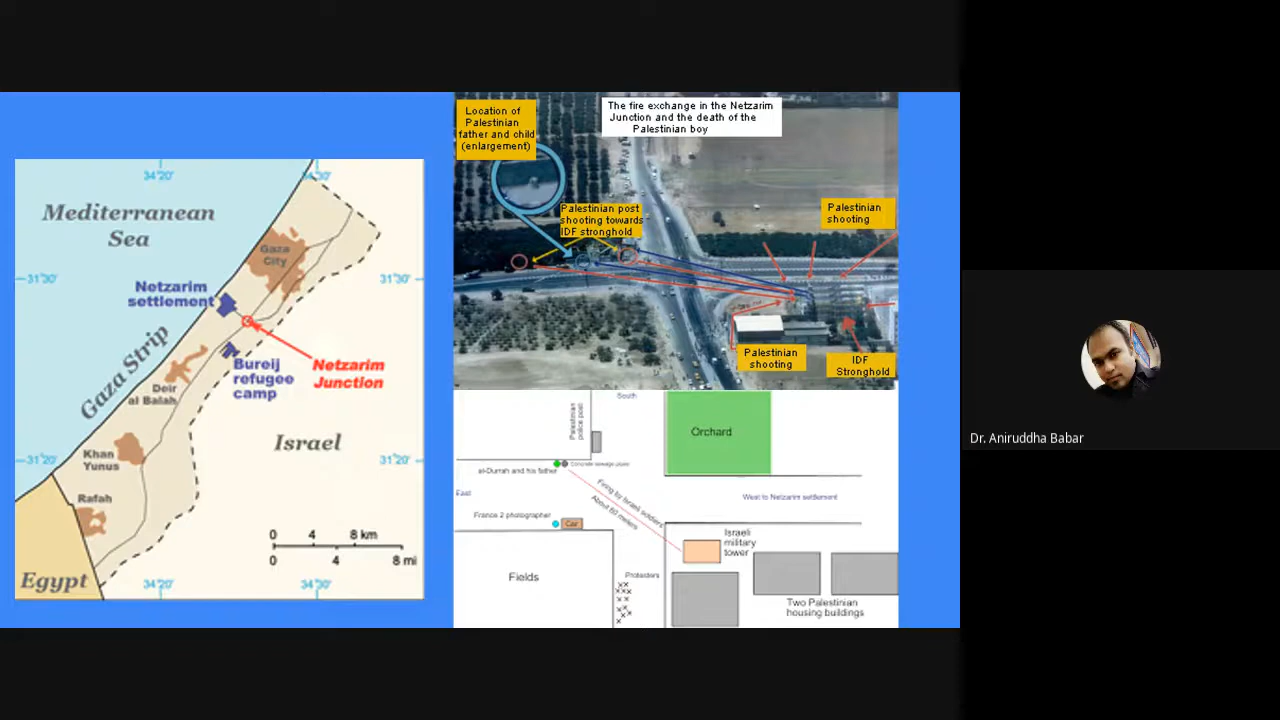 34°20'
34°30'
Mediterranean
Sea
Gaza
City
31°30'
31°30'
Netzarim
settlement
Gaza Strip
Bureij
refugee
camp
Netzarim
Junction
Deir
al Balah
Israel
31°20'
31°20'
Khan
Yunus
Rafah
0 4 8 km
0 4 8 mi
Egypt
34°20'
34°30'
Location of
Palestinian
father and child
(enlargement)
The fire exchange in the Netzarim
Junction and the death of the
Palestinian boy
Palestinian post
shooting towards
IDF stronghold
Palestinian
shooting
Palestinian
shooting
IDF
Stronghold
South
Palestinian
police post
Orchard
Concrete sewage pipes
al-Durrah and his father
East
Firing by Israeli soldiers
About 80 meters
West to Netzarim settlement
France 2 photographer
Car
Israeli
military
tower
Fields
Protesters
Two Palestinian
housing buildings
Dr. Aniruddha Babar